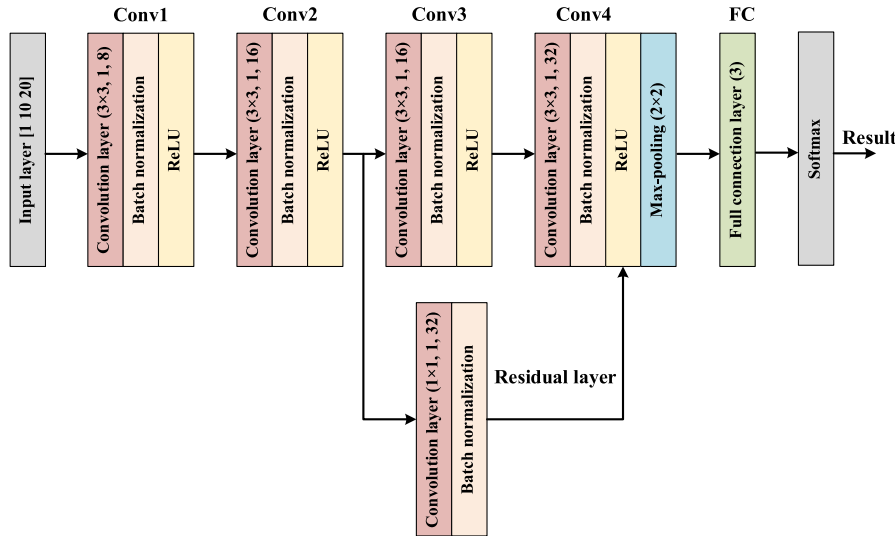 Conv1
Conv2
Conv3
Conv4
FC
Input layer [1 10 20]
Convolution layer (3×3, 1, 8)
Batch normalization
ReLU
Convolution layer (3×3, 1, 16)
Batch normalization
ReLU
Convolution layer (3×3, 1, 16)
Batch normalization
ReLU
Convolution layer (3×3, 1, 32)
Batch normalization
ReLU
Max-pooling (2×2)
Full connection layer (3)
Softmax
Result
Convolution layer (1×1, 1, 32)
Batch normalization
Residual layer